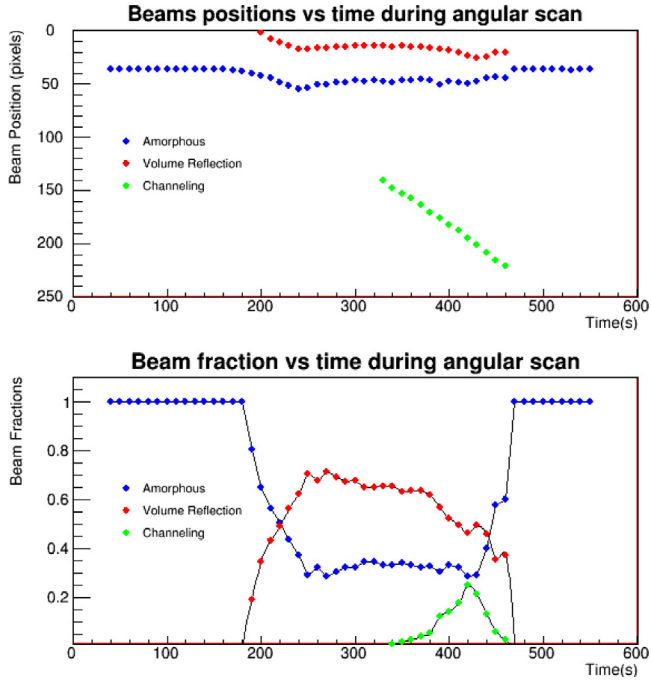 Beams positions vs time during angular scan
Beam Position (pixels)
0
50
100
150
200
250
Amorphous
Volume Reflection
Channeling
0 100 200 300 400 500 600
Time(s)
Beam fraction vs time during angular scan
Beam Fractions
1
0.8
0.6
0.4
0.2
Amorphous
Volume Reflection
Channeling
0 100 200 300 400 500 600
Time(s)